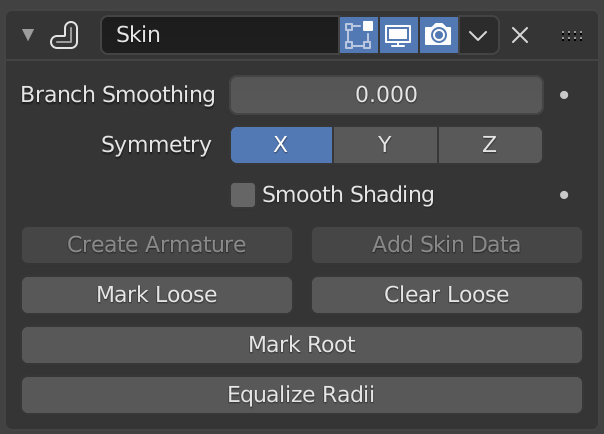 Skin
Branch Smoothing 0.000
Symmetry X Y Z
Smooth Shading
Create Armature Add Skin Data
Mark Loose Clear Loose
Mark Root
Equalize Radii